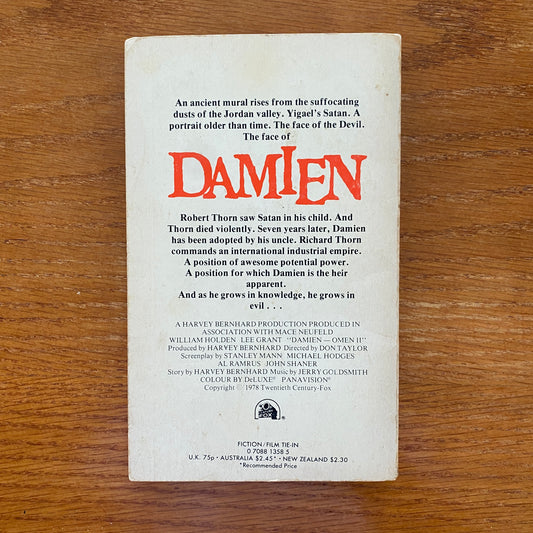 An ancient mural rises from the suffocating
dusts of the Jordan valley. Yigael's Satan. A
portrait older than time. The face of the Devil.
The face of
DAMIEN
Robert Thorn saw Satan in his child. And
Thorn died violently. Seven years later, Damien
has been adopted by his uncle. Richard Thorn
commands an international industrial empire.
A position of awesome potential power.
A position for which Damien is the heir
apparent.
And as he grows in knowledge, he grows in
evil . . .
A HARVEY BERNHARD PRODUCTION PRODUCED IN
ASSOCIATION WITH MACE NEUFELD
WILLIAM HOLDEN LEE GRANT "DAMIEN — OMEN II"
Produced by HARVEY BERNHARD Directed by DON TAYLOR
Screenplay by STANLEY MANN MICHAEL HODGES
AL RAMRUS JOHN SHANER
Story by HARVEY BERNHARD Music by JERRY GOLDSMITH
COLOUR BY DeLUXE® PANAVISION®
Copyright © 1978 Twentieth Century-Fox
FICTION/FILM TIE-IN
0 7088 1358 5
U.K. 75p • AUSTRALIA $2.45* • NEW ZEALAND $2.30
*Recommended Price